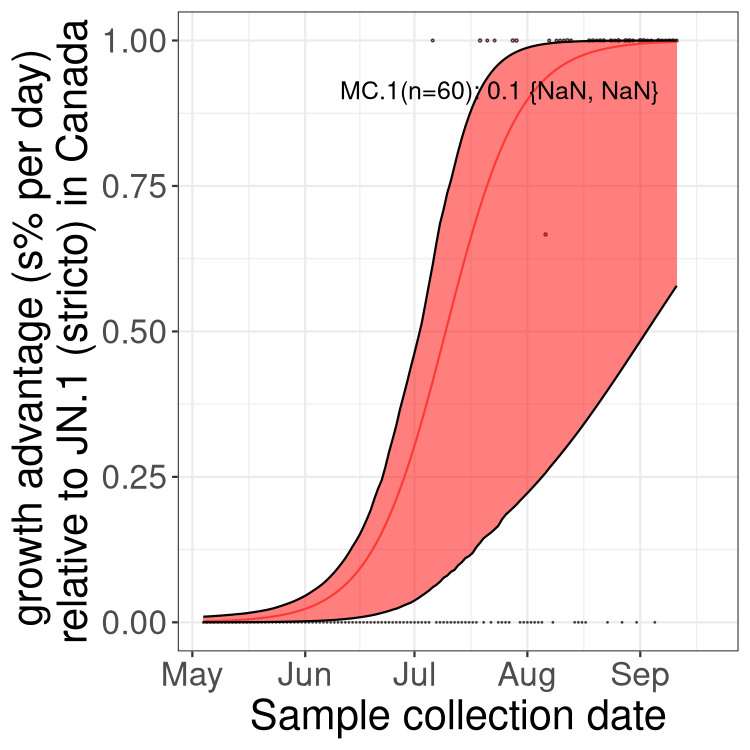 growth advantage (s% per day)
relative to JN.1 (stricto) in Canada
1.00
0.75
0.50
0.25
0.00
MC.1(n=60): 0.1 {NaN, NaN}
May Jun Jul Aug Sep
Sample collection date